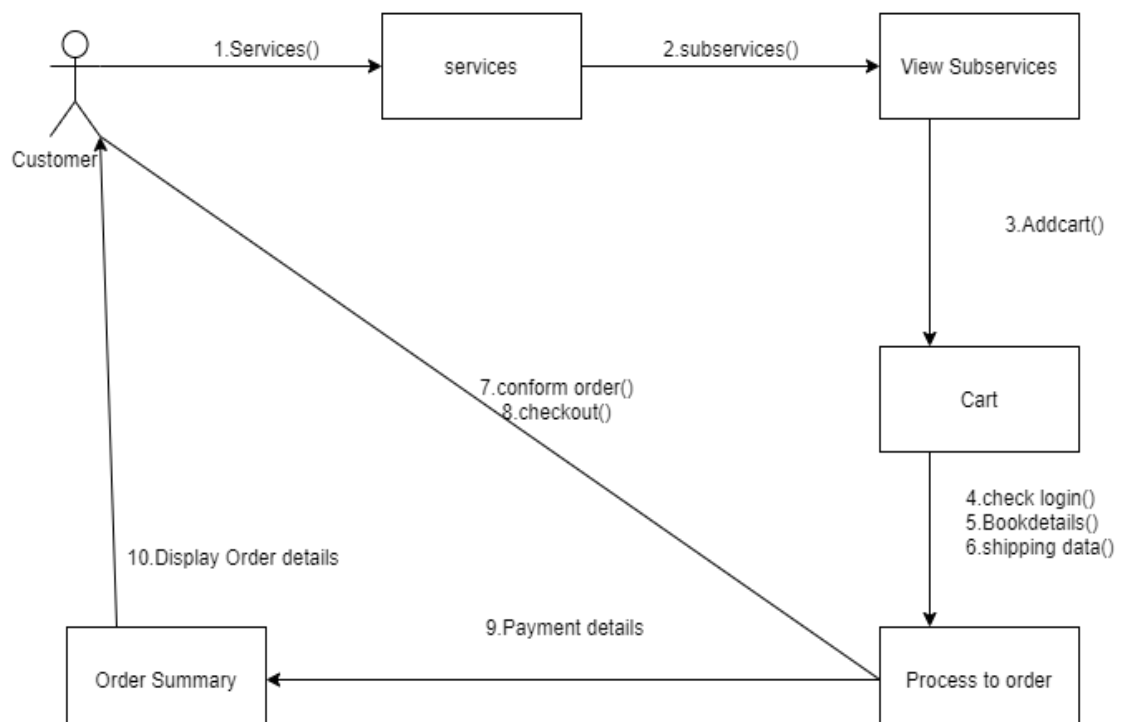 1.Services()
2.subservices()
services
View Subservices
Customer
3.Addcart()
7.conform order()
8.checkout()
Cart
4.check login()
5.Bookdetails()
6.shipping data()
10.Display Order details
9.Payment details
Order Summary
Process to order